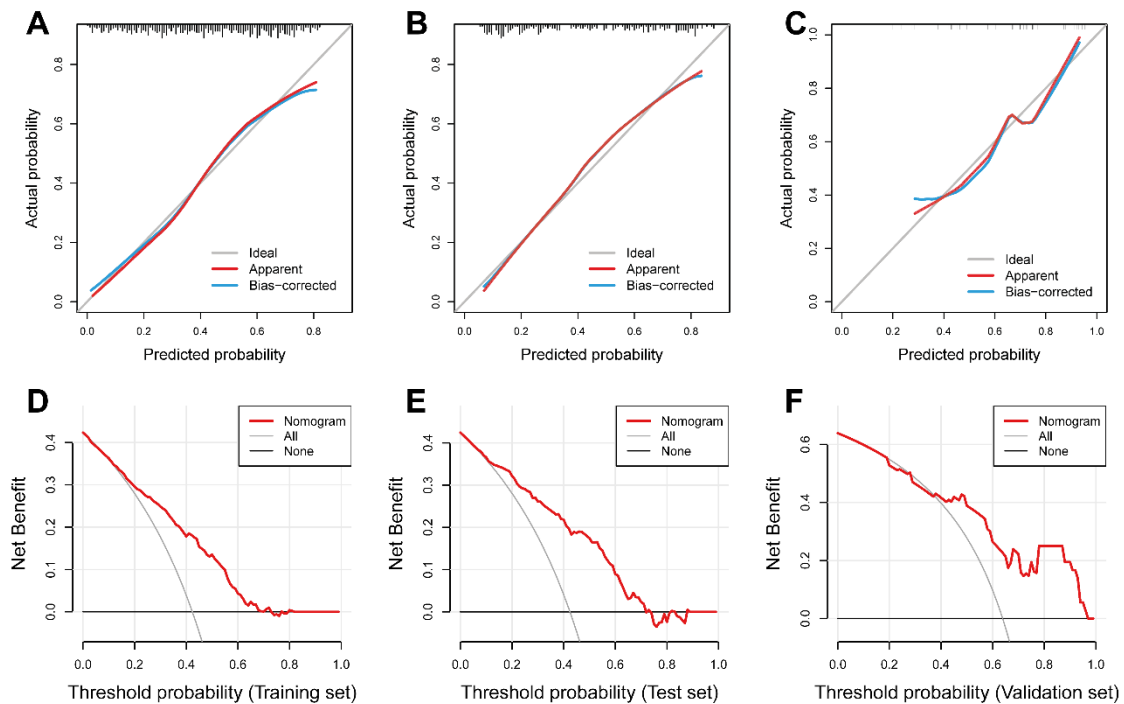 A
B
C
Actual probability
0.8
0.6
0.4
0.2
0.0
Ideal
Apparent
Bias−corrected
0.0 0.2 0.4 0.6 0.8
Predicted probability
Actual probability
0.8
0.6
0.4
0.2
0.0
Ideal
Apparent
Bias−corrected
0.0 0.2 0.4 0.6 0.8
Predicted probability
Actual probability
1.0
0.8
0.6
0.4
0.2
0.0
Ideal
Apparent
Bias−corrected
0.0 0.2 0.4 0.6 0.8 1.0
Predicted probability
D
E
F
Net Benefit
0.4
0.3
0.2
0.1
0.0
Nomogram
All
None
0.0 0.2 0.4 0.6 0.8 1.0
Threshold probability (Training set)
Net Benefit
0.4
0.3
0.2
0.1
0.0
Nomogram
All
None
0.0 0.2 0.4 0.6 0.8 1.0
Threshold probability (Test set)
Net Benefit
0.6
0.4
0.2
0.0
Nomogram
All
None
0.0 0.2 0.4 0.6 0.8 1.0
Threshold probability (Validation set)